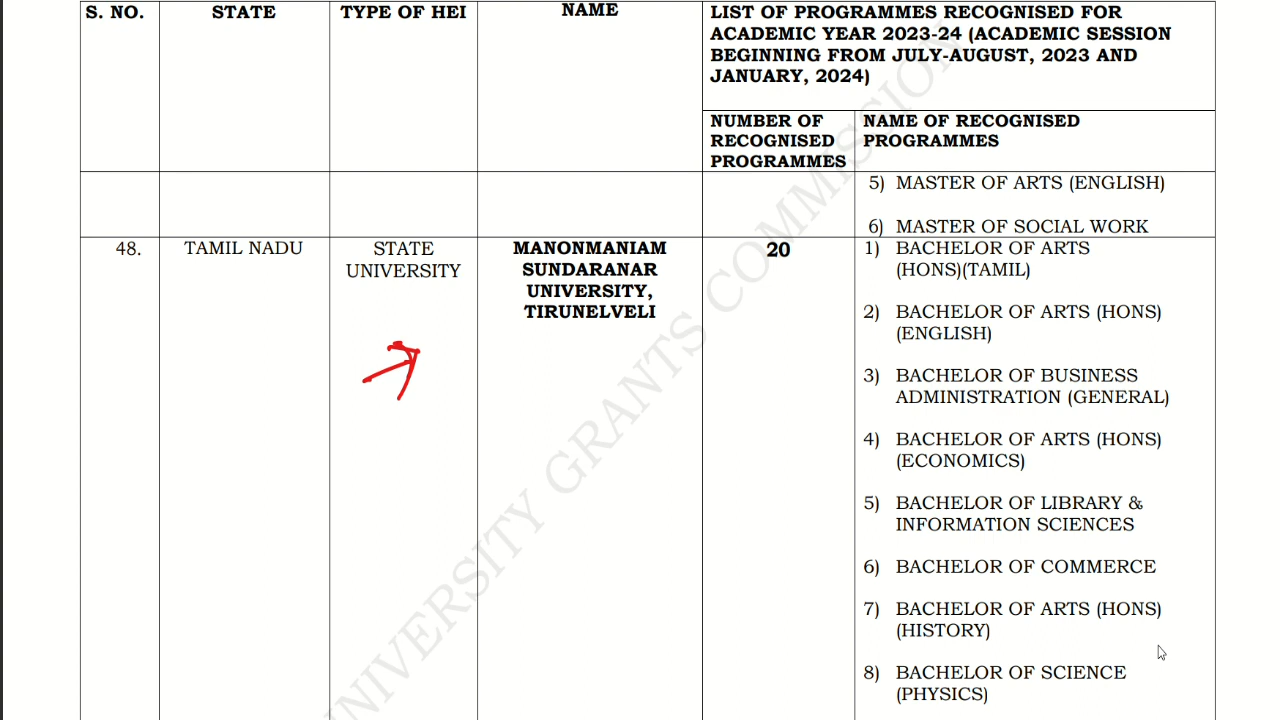 S. NO.
STATE
TYPE OF HEI
NAME
LIST OF PROGRAMMES RECOGNISED FOR
ACADEMIC YEAR 2023-24 (ACADEMIC SESSION
BEGINNING FROM JULY-AUGUST, 2023 AND
JANUARY, 2024)
NUMBER OF
RECOGNISED
PROGRAMMES
NAME OF RECOGNISED
PROGRAMMES
5) MASTER OF ARTS (ENGLISH)
6) MASTER OF SOCIAL WORK
48.
TAMIL NADU
STATE
UNIVERSITY
MANONMANIAM
SUNDARANAR
UNIVERSITY,
TIRUNELVELI
20
1) BACHELOR OF ARTS
(HONS)(TAMIL)
2) BACHELOR OF ARTS (HONS)
(ENGLISH)
3) BACHELOR OF BUSINESS
ADMINISTRATION (GENERAL)
4) BACHELOR OF ARTS (HONS)
(ECONOMICS)
5) BACHELOR OF LIBRARY &
INFORMATION SCIENCES
6) BACHELOR OF COMMERCE
7) BACHELOR OF ARTS (HONS)
(HISTORY)
8) BACHELOR OF SCIENCE
(PHYSICS)
UNIVERSITY GRANTS COMMISSION